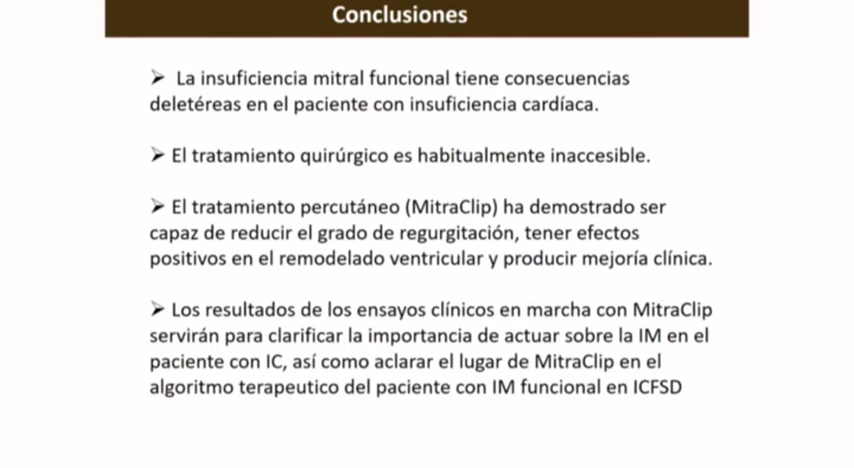 Conclusiones
➢ La insuficiencia mitral funcional tiene consecuencias
deletéreas en el paciente con insuficiencia cardíaca.
➢ El tratamiento quirúrgico es habitualmente inaccesible.
➢ El tratamiento percutáneo (MitraClip) ha demostrado ser
capaz de reducir el grado de regurgitación, tener efectos
positivos en el remodelado ventricular y producir mejoría clínica.
➢ Los resultados de los ensayos clínicos en marcha con MitraClip
servirán para clarificar la importancia de actuar sobre la IM en el
paciente con IC, así como aclarar el lugar de MitraClip en el
algoritmo terapeutico del paciente con IM funcional en ICFSD